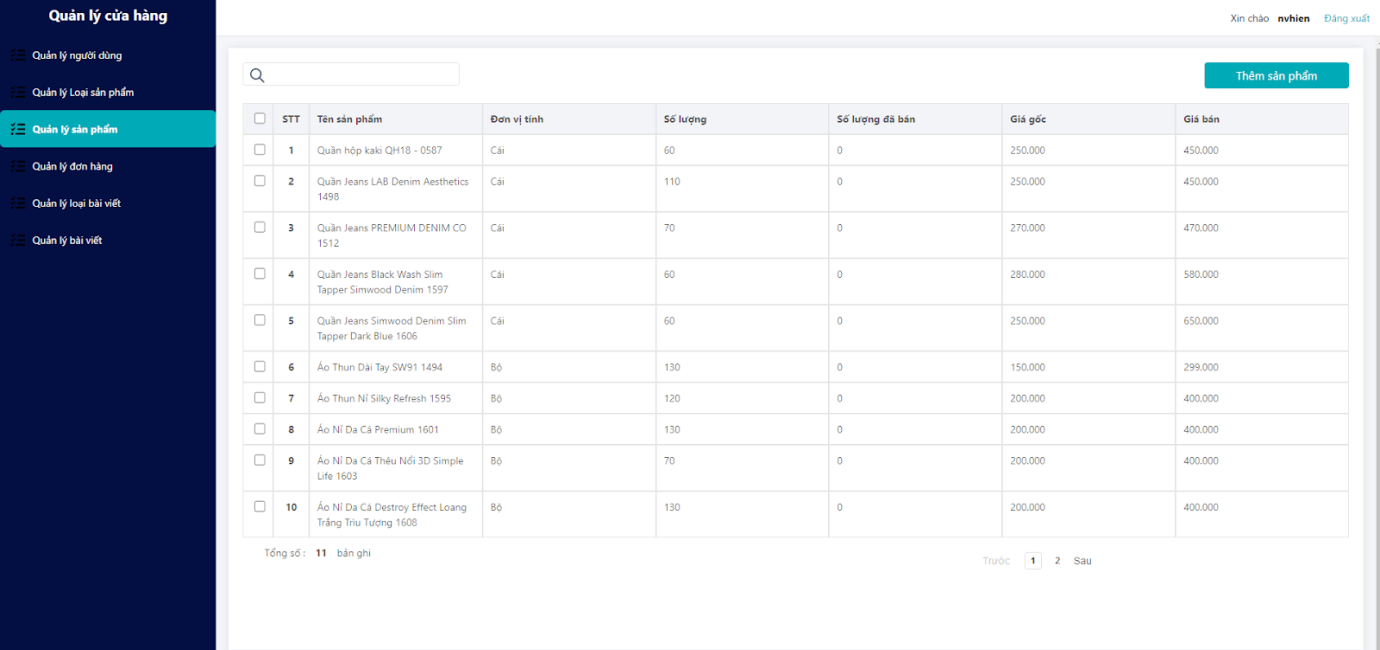 Quản lý cửa hàng
Xin chào nvhien Đăng xuất
Quản lý người dùng
Quản lý Loại sản phẩm
Quản lý sản phẩm
Quản lý đơn hàng
Quản lý loại bài viết
Quản lý bài viết
Thêm sản phẩm
STT Tên sản phẩm Đơn vị tính Số lượng Số lượng đã bán Giá gốc Giá bán
1 Quần hộp kaki QH18 - 0587 Cái 60 0 250.000 450.000
2 Quần Jeans LAB Denim Aesthetics Cái 110 0 250.000 450.000
1498
3 Quần Jeans PREMIUM DENIM CO Cái 70 0 270.000 470.000
1512
4 Quần Jeans Black Wash Slim Cái 60 0 280.000 580.000
Tapper Simwood Denim 1597
5 Quần Jeans Simwood Denim Slim Cái 60 0 250.000 650.000
Tapper Dark Blue 1606
6 Áo Thun Dài Tay SW91 1494 Bộ 130 0 150.000 299.000
7 Áo Thun Nỉ Silky Refresh 1595 Bộ 120 0 200.000 400.000
8 Áo Nỉ Da Cá Premium 1601 Bộ 130 0 200.000 400.000
9 Áo Nỉ Da Cá Thêu Nổi 3D Simple Bộ 70 0 200.000 400.000
Life 1603
10 Áo Nỉ Da Cá Destroy Effect Loang Bộ 130 0 200.000 400.000
Trắng Trìu Tượng 1608
Tổng số : 11 bản ghi
Trước 1 2 Sau